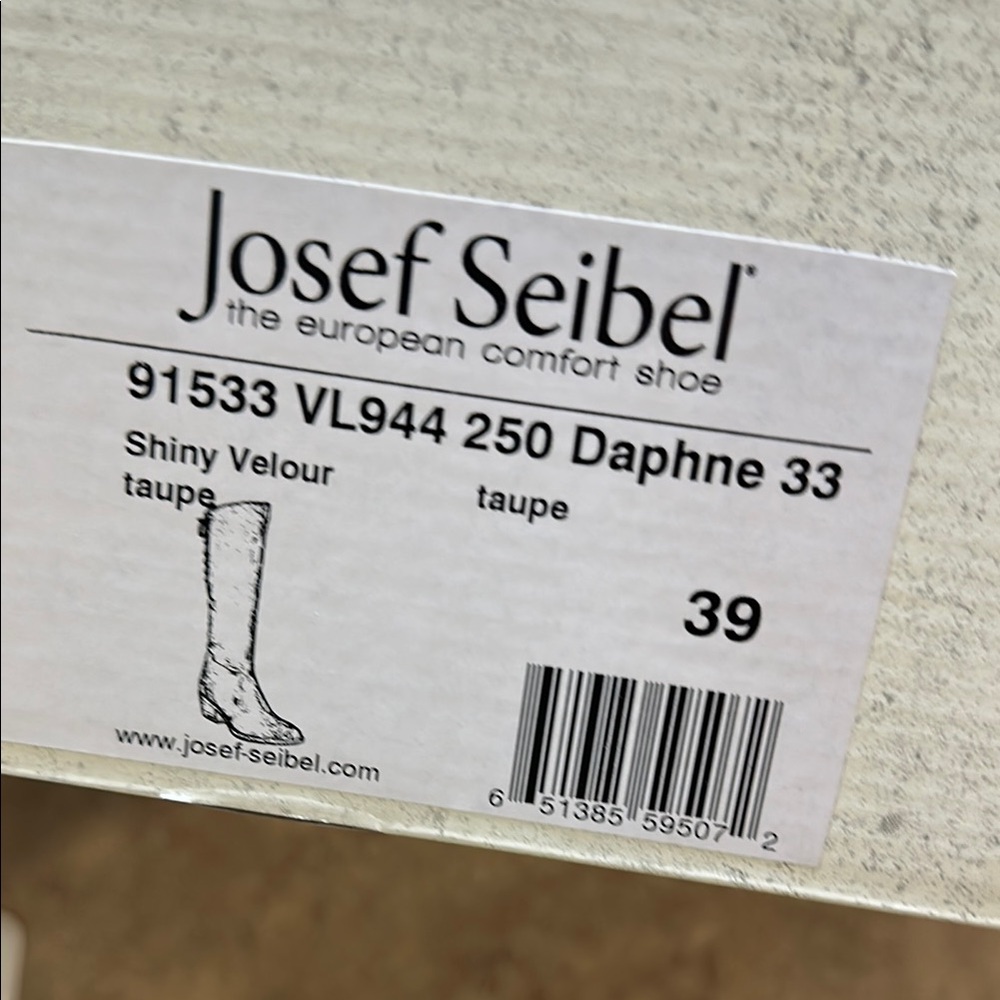 Josef Seibel
the european comfort shoe
91533 VL944 250 Daphne 33
Shiny Velour
taupe taupe
39
www.josef-seibel.com
6 51385 59507 2